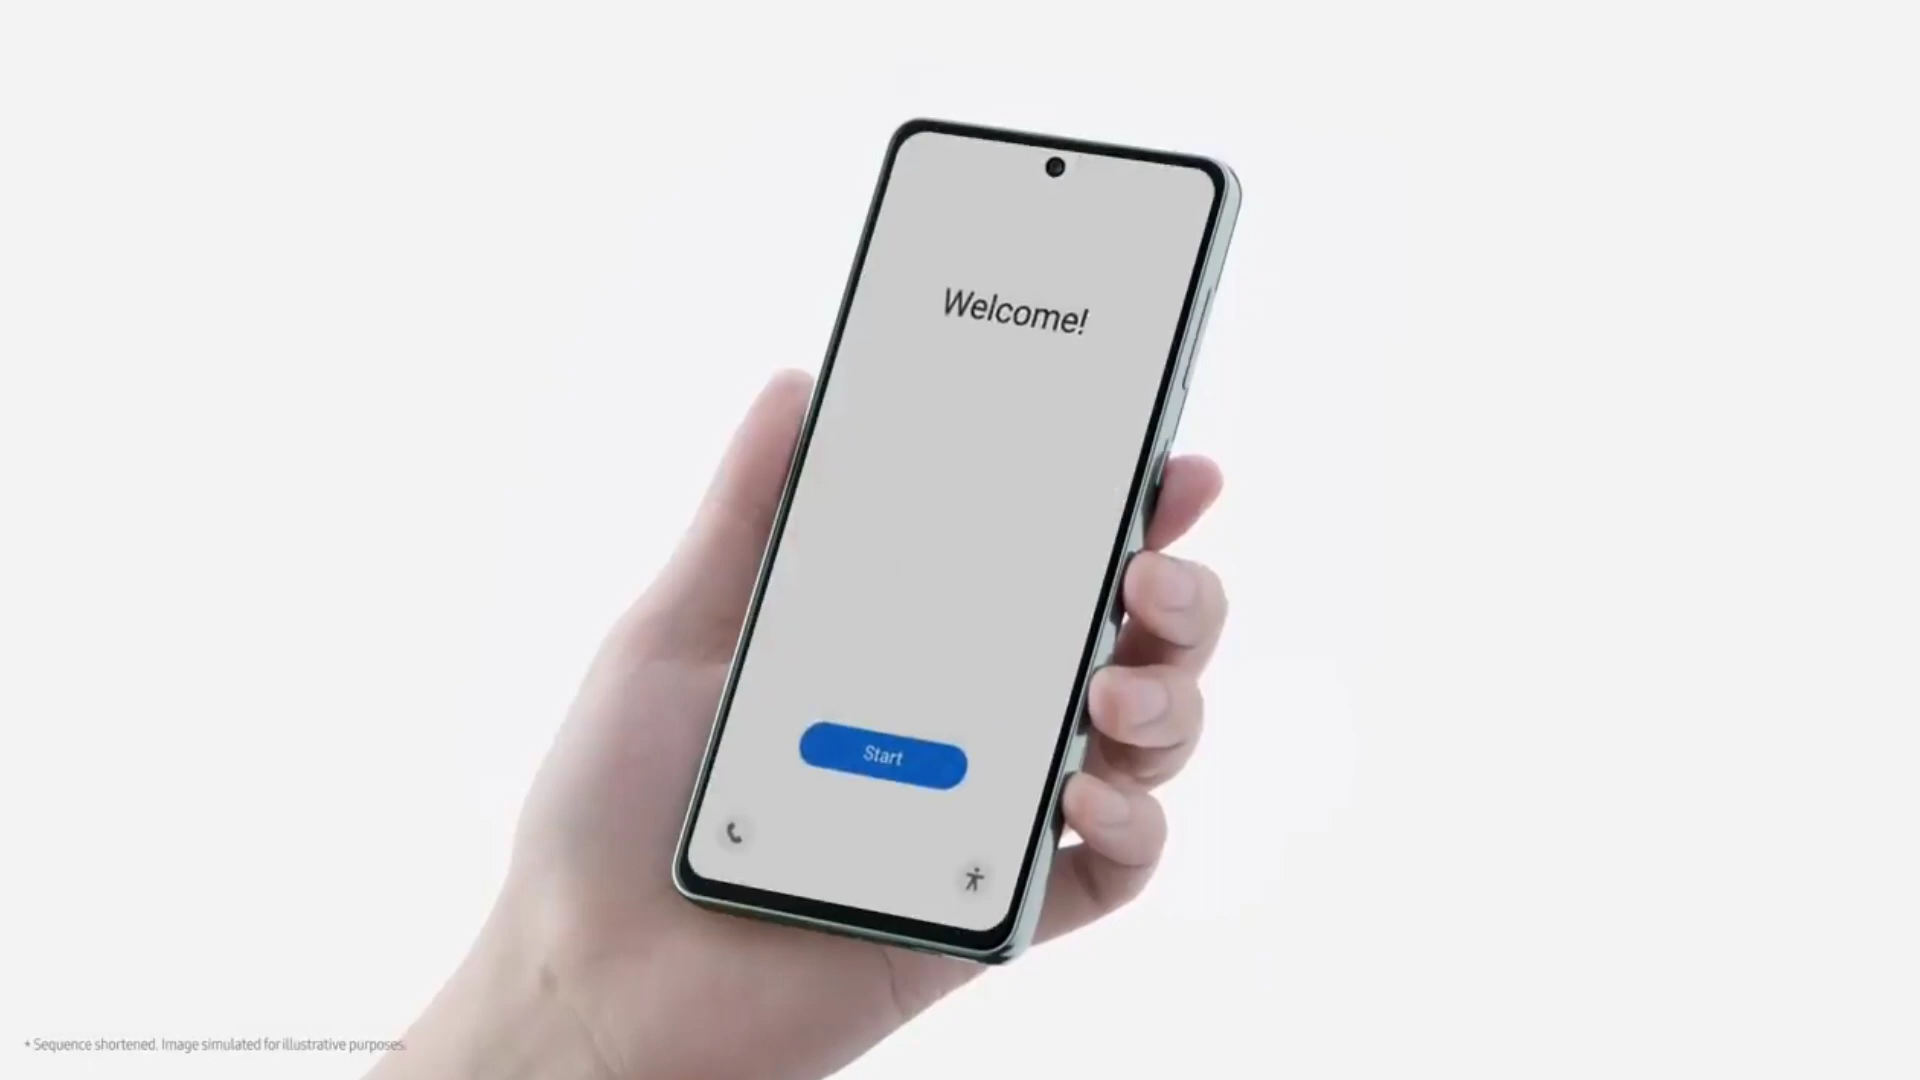 Welcome!
Start
* Sequence shortened. Image simulated for illustrative purposes.